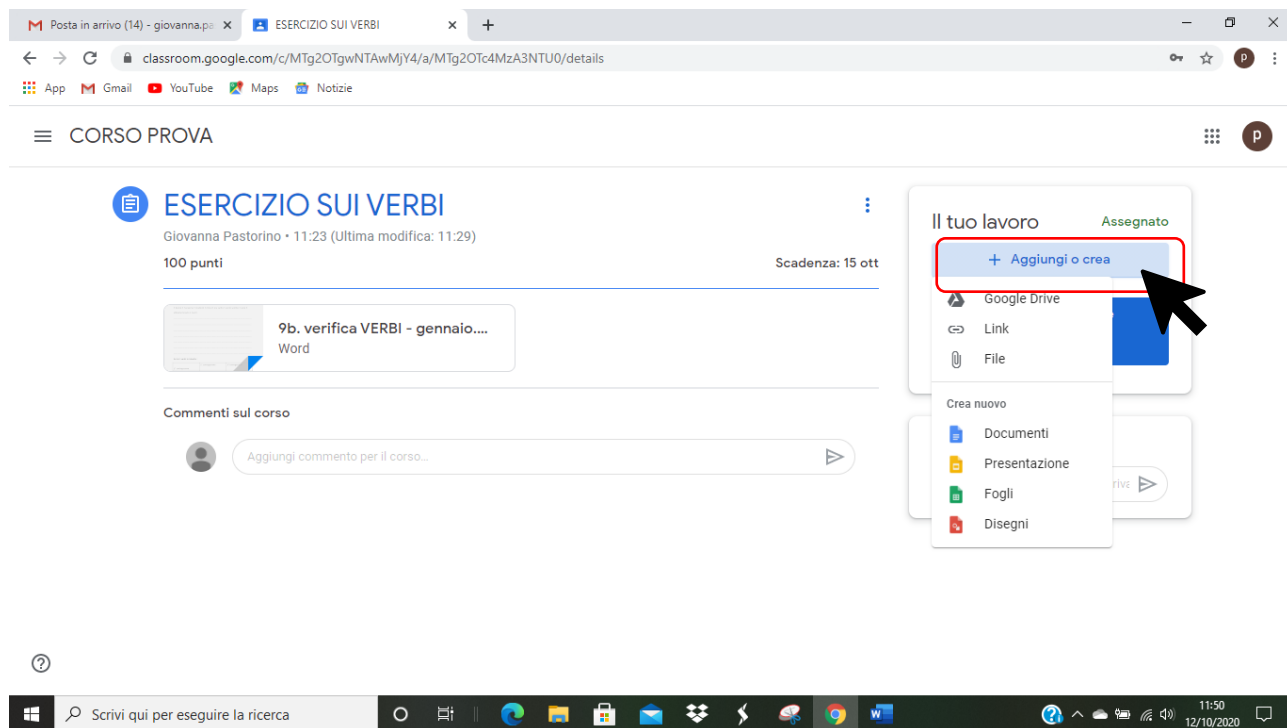 Posta in arrivo (14) - giovanna.pa
ESERCIZIO SUI VERBI
classroom.google.com/c/MTg2OTgwNTAwMjY4/a/MTg2OTc4MzA3NTU0/details
App Gmail YouTube Maps Notizie
CORSO PROVA
p
ESERCIZIO SUI VERBI
Giovanna Pastorino • 11:23 (Ultima modifica: 11:29)
100 punti Scadenza: 15 ott
9b. verifica VERBI - gennaio....
Word
Commenti sul corso
Aggiungi commento per il corso...
Il tuo lavoro Assegnato
+ Aggiungi o crea
Google Drive
Link
File
Crea nuovo
Documenti
Presentazione
Fogli
Disegni
Scrivi qui per eseguire la ricerca
11:50
12/10/2020